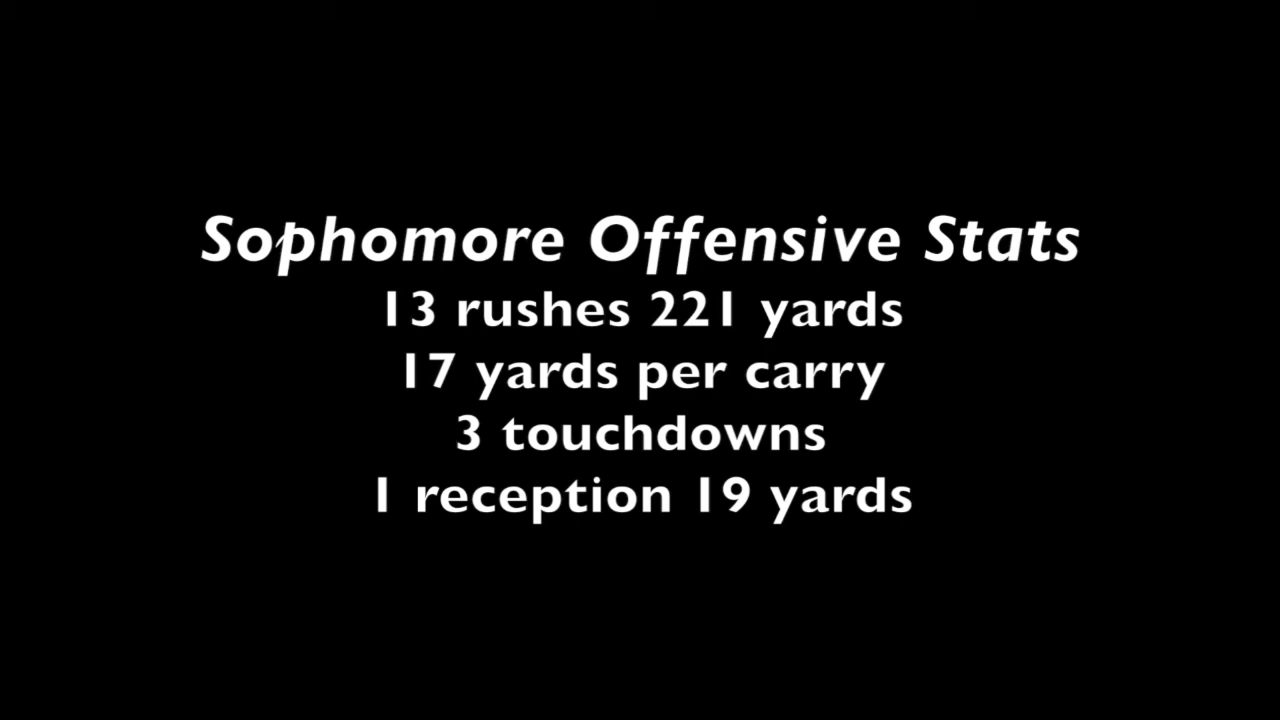 Sophomore Offensive Stats
13 rushes 221 yards
17 yards per carry
3 touchdowns
1 reception 19 yards